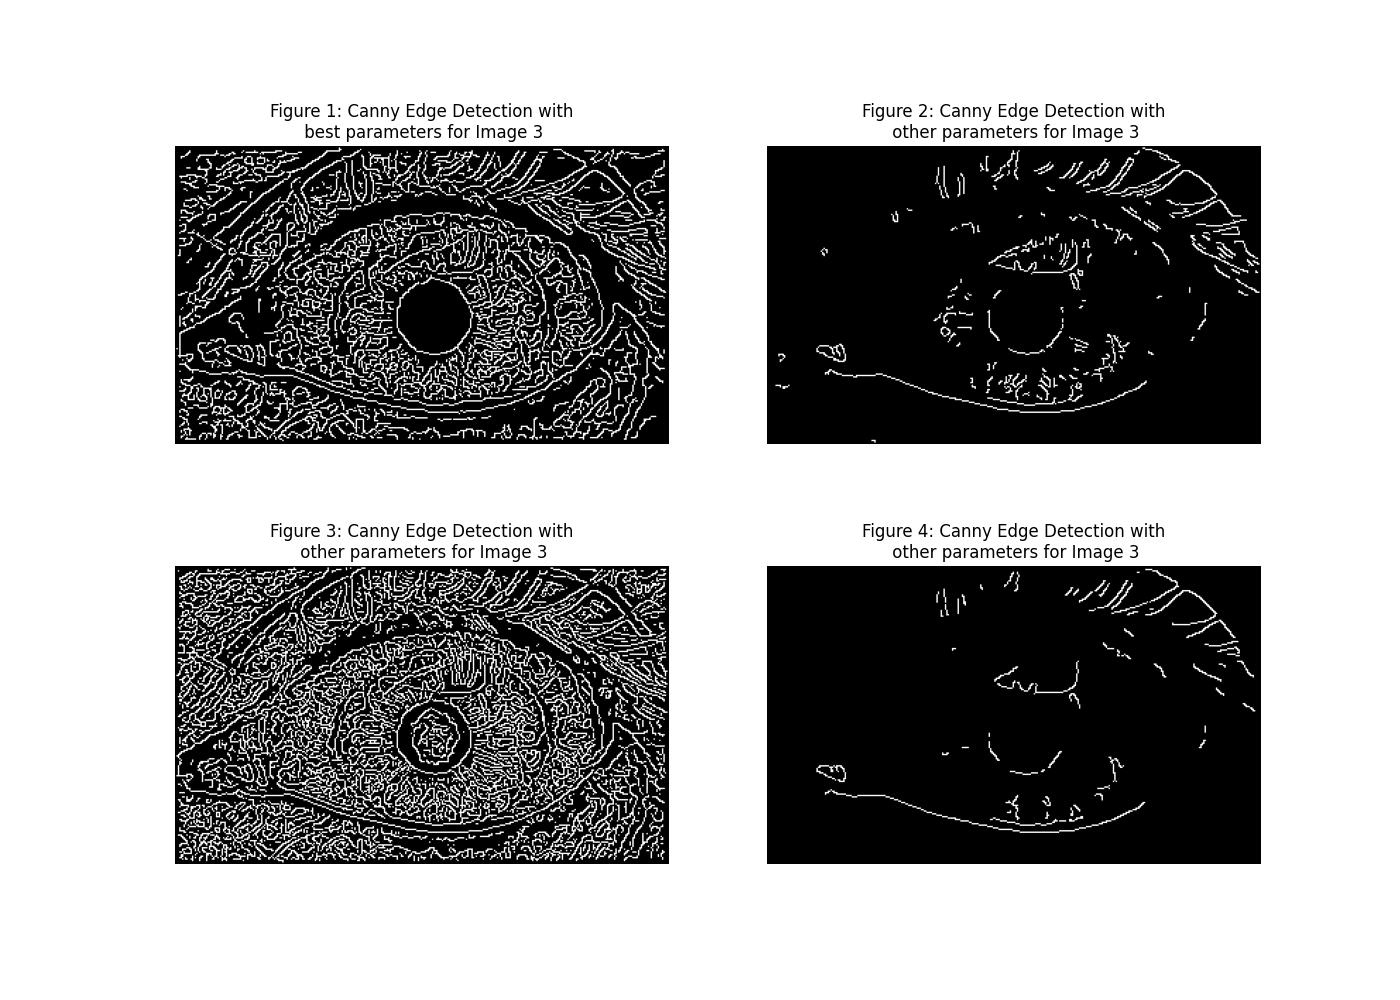 Figure 1: Canny Edge Detection with
best parameters for Image 3
Figure 2: Canny Edge Detection with
other parameters for Image 3
Figure 3: Canny Edge Detection with
other parameters for Image 3
Figure 4: Canny Edge Detection with
other parameters for Image 3